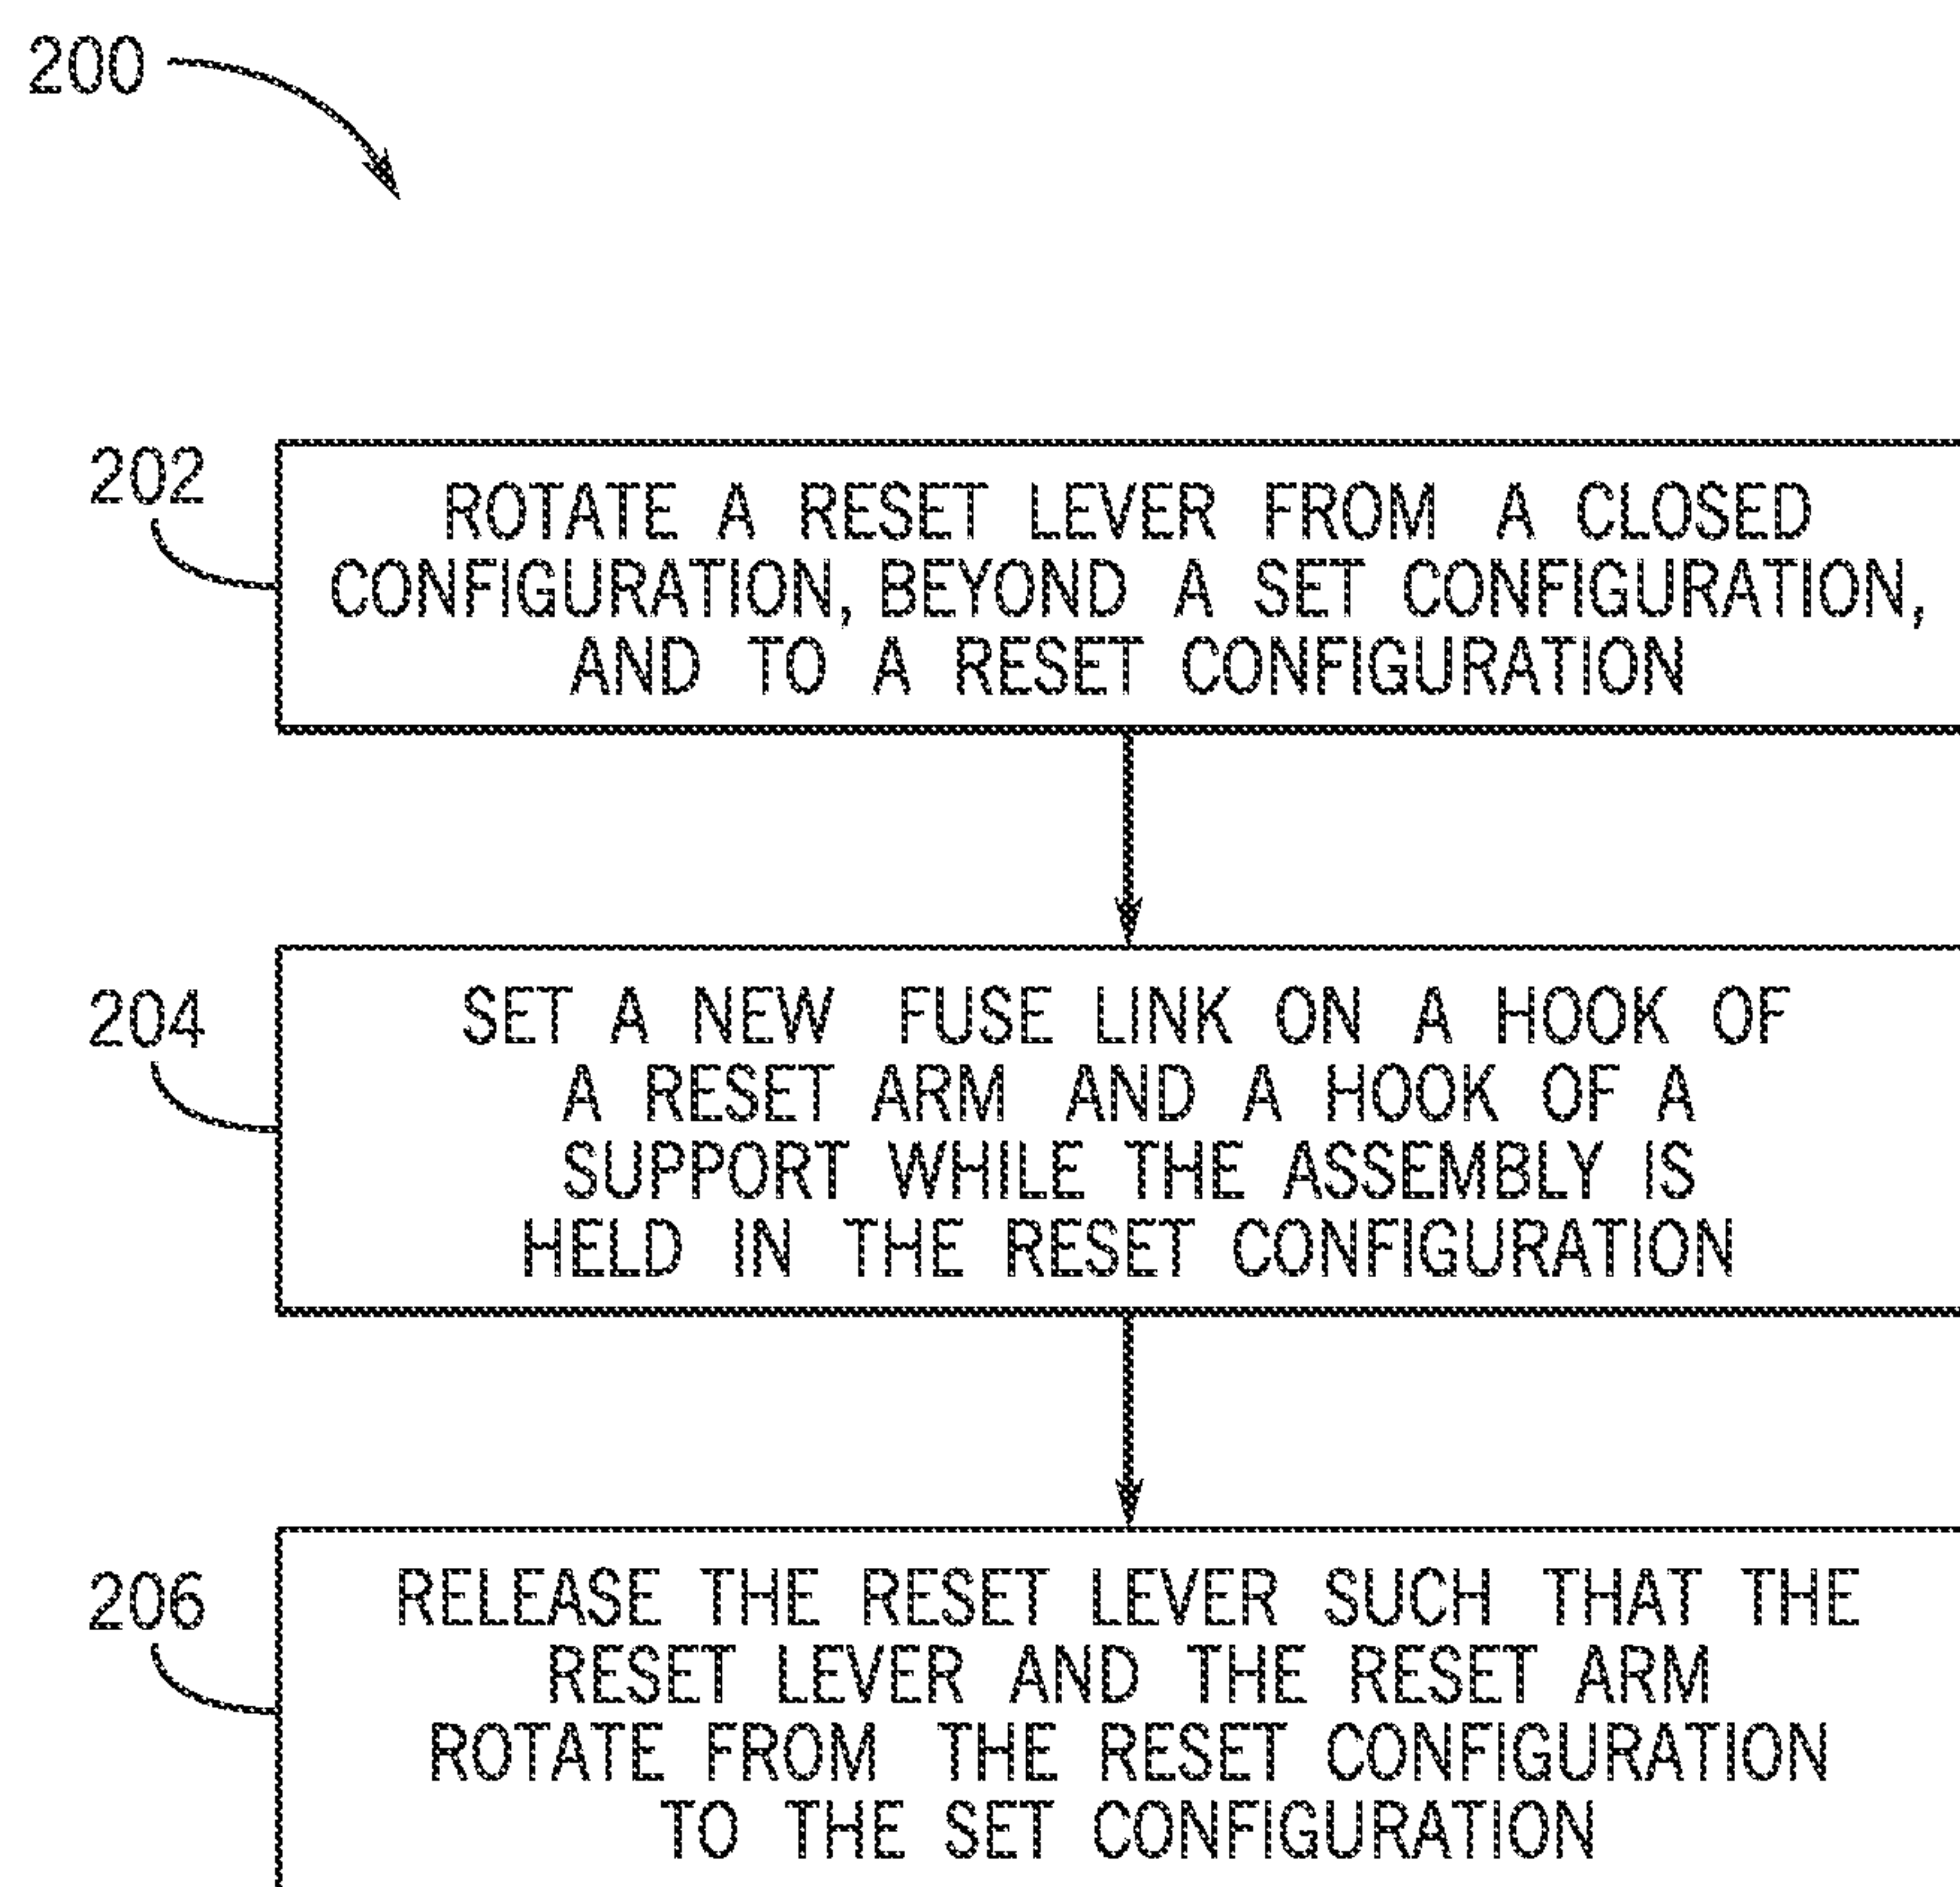 200
202
ROTATE A RESET LEVER FROM A CLOSED
CONFIGURATION, BEYOND A SET CONFIGURATION,
AND TO A RESET CONFIGURATION
204
SET A NEW FUSE LINK ON A HOOK OF
A RESET ARM AND A HOOK OF A
SUPPORT WHILE THE ASSEMBLY IS
HELD IN THE RESET CONFIGURATION
206
RELEASE THE RESET LEVER SUCH THAT THE
RESET LEVER AND THE RESET ARM
ROTATE FROM THE RESET CONFIGURATION
TO THE SET CONFIGURATION